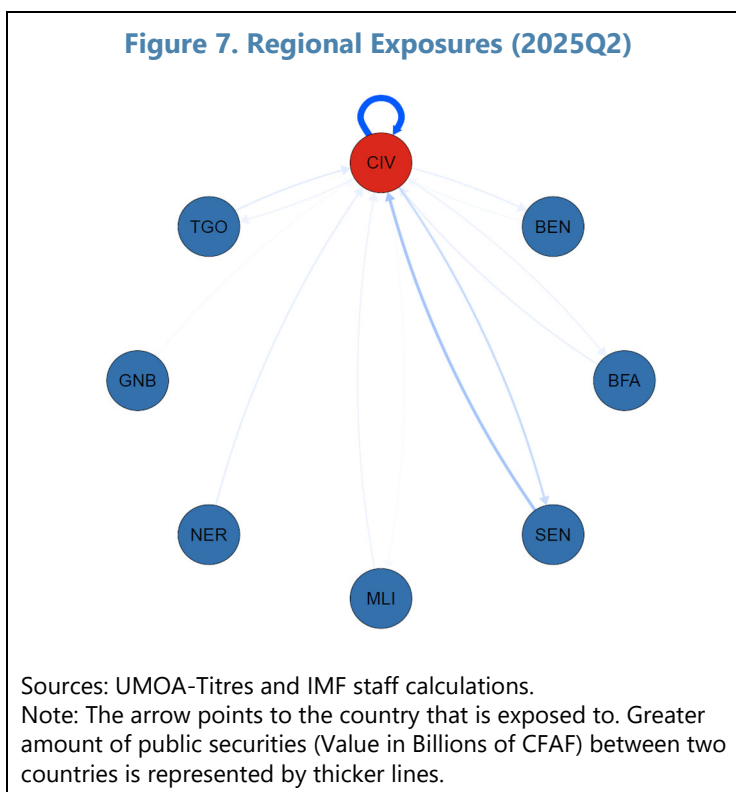 Figure 7. Regional Exposures (2025Q2)
CIV
TGO
BEN
GNB
BFA
NER
SEN
MLI
Sources: UMOA-Titres and IMF staff calculations.
Note: The arrow points to the country that is exposed to. Greater
amount of public securities (Value in Billions of CFAF) between two
countries is represented by thicker lines.